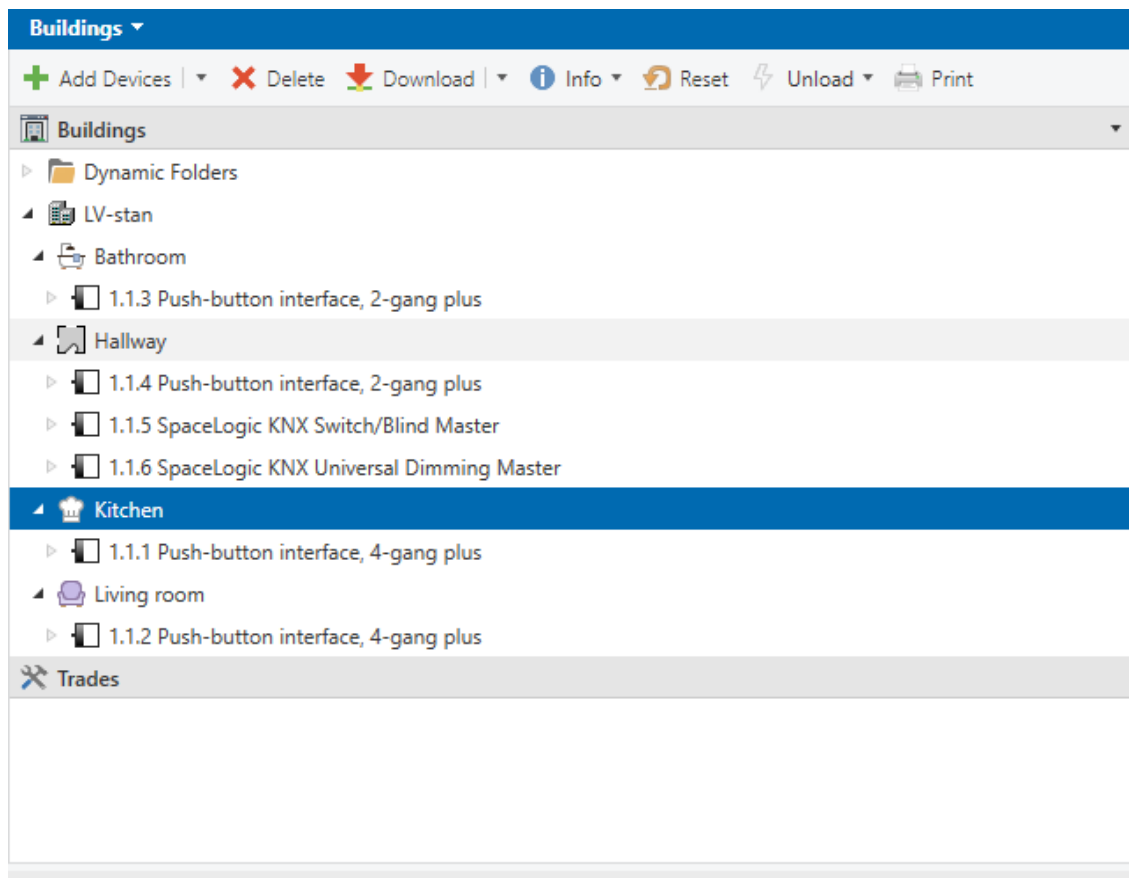 Buildings
Add Devices Delete Download Info Reset Unload Print
Buildings
Dynamic Folders
LV-stan
Bathroom
1.1.3 Push-button interface, 2-gang plus
Hallway
1.1.4 Push-button interface, 2-gang plus
1.1.5 SpaceLogic KNX Switch/Blind Master
1.1.6 SpaceLogic KNX Universal Dimming Master
Kitchen
1.1.1 Push-button interface, 4-gang plus
Living room
1.1.2 Push-button interface, 4-gang plus
Trades